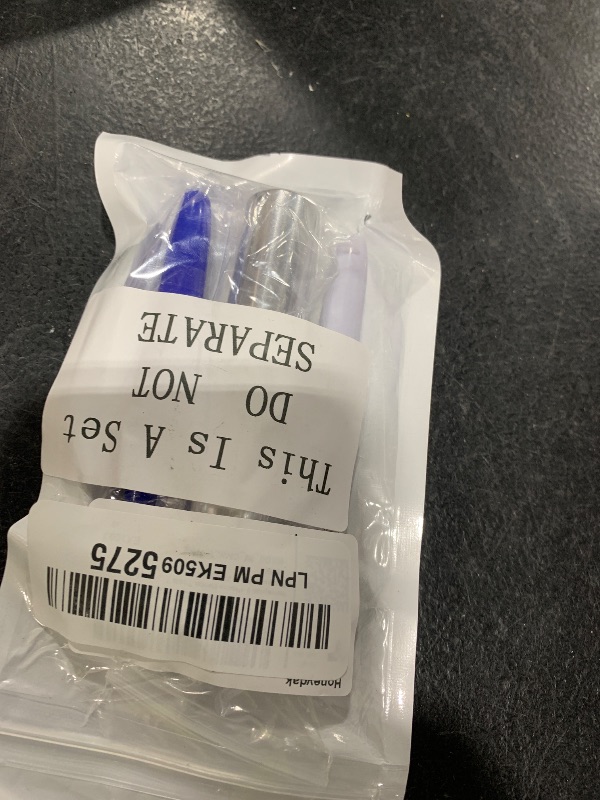 Honeydak
LPN PM EK509 5275
This Is A Set
DO NOT
SEPARATE